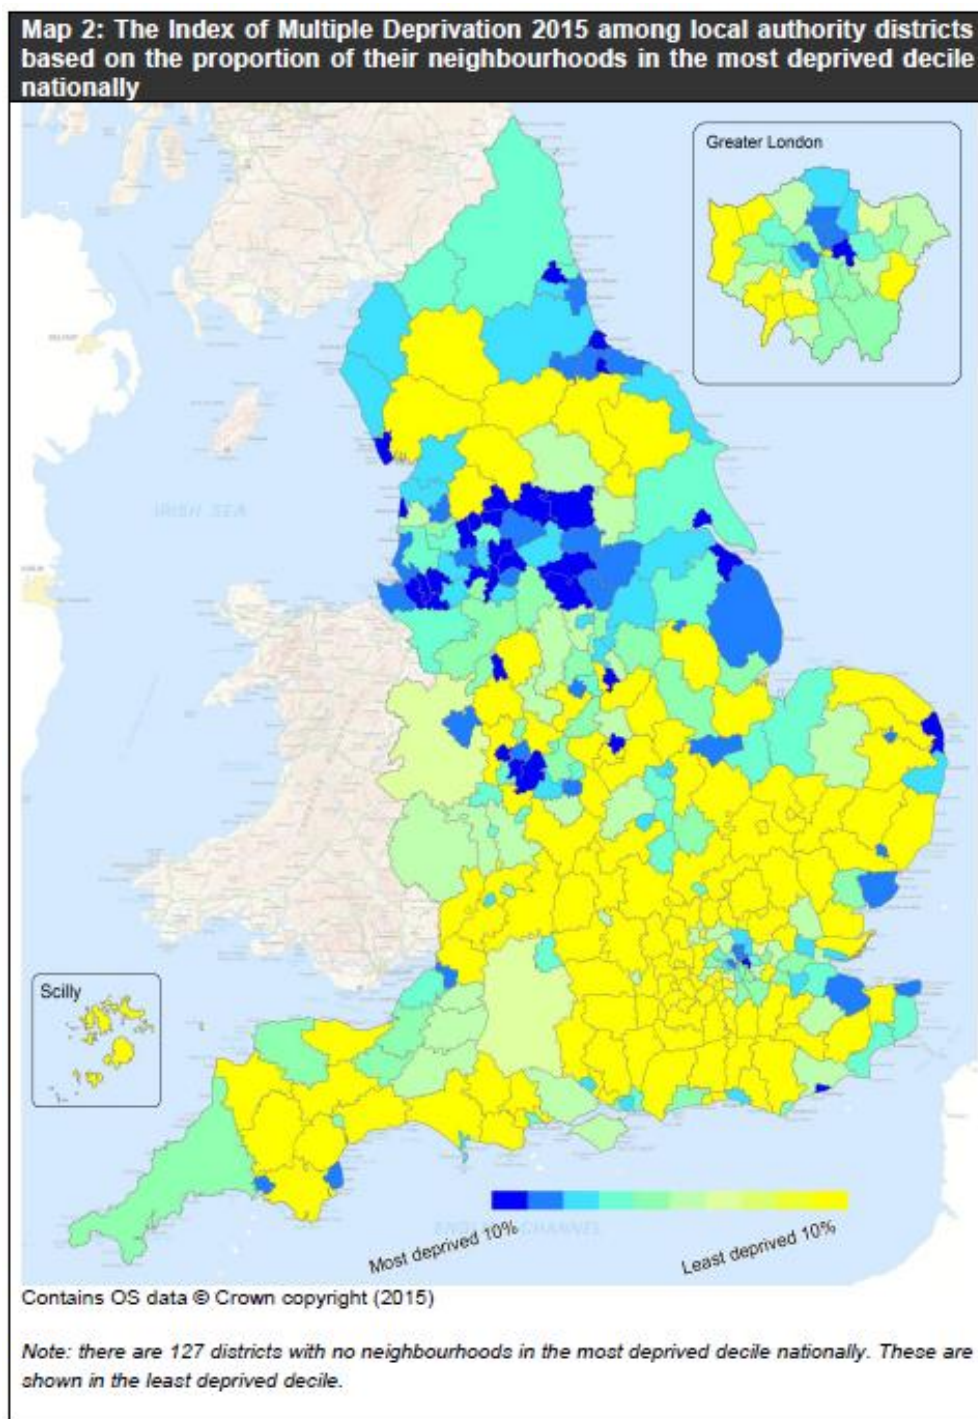 Map 2: The Index of Multiple Deprivation 2015 among local authority districts
based on the proportion of their neighbourhoods in the most deprived decile
nationally
Greater London
IRISH SEA
Scilly
ENGLISH CHANNEL
Most deprived 10%
Least deprived 10%
Contains OS data © Crown copyright (2015)
Note: there are 127 districts with no neighbourhoods in the most deprived decile nationally. These are
shown in the least deprived decile.